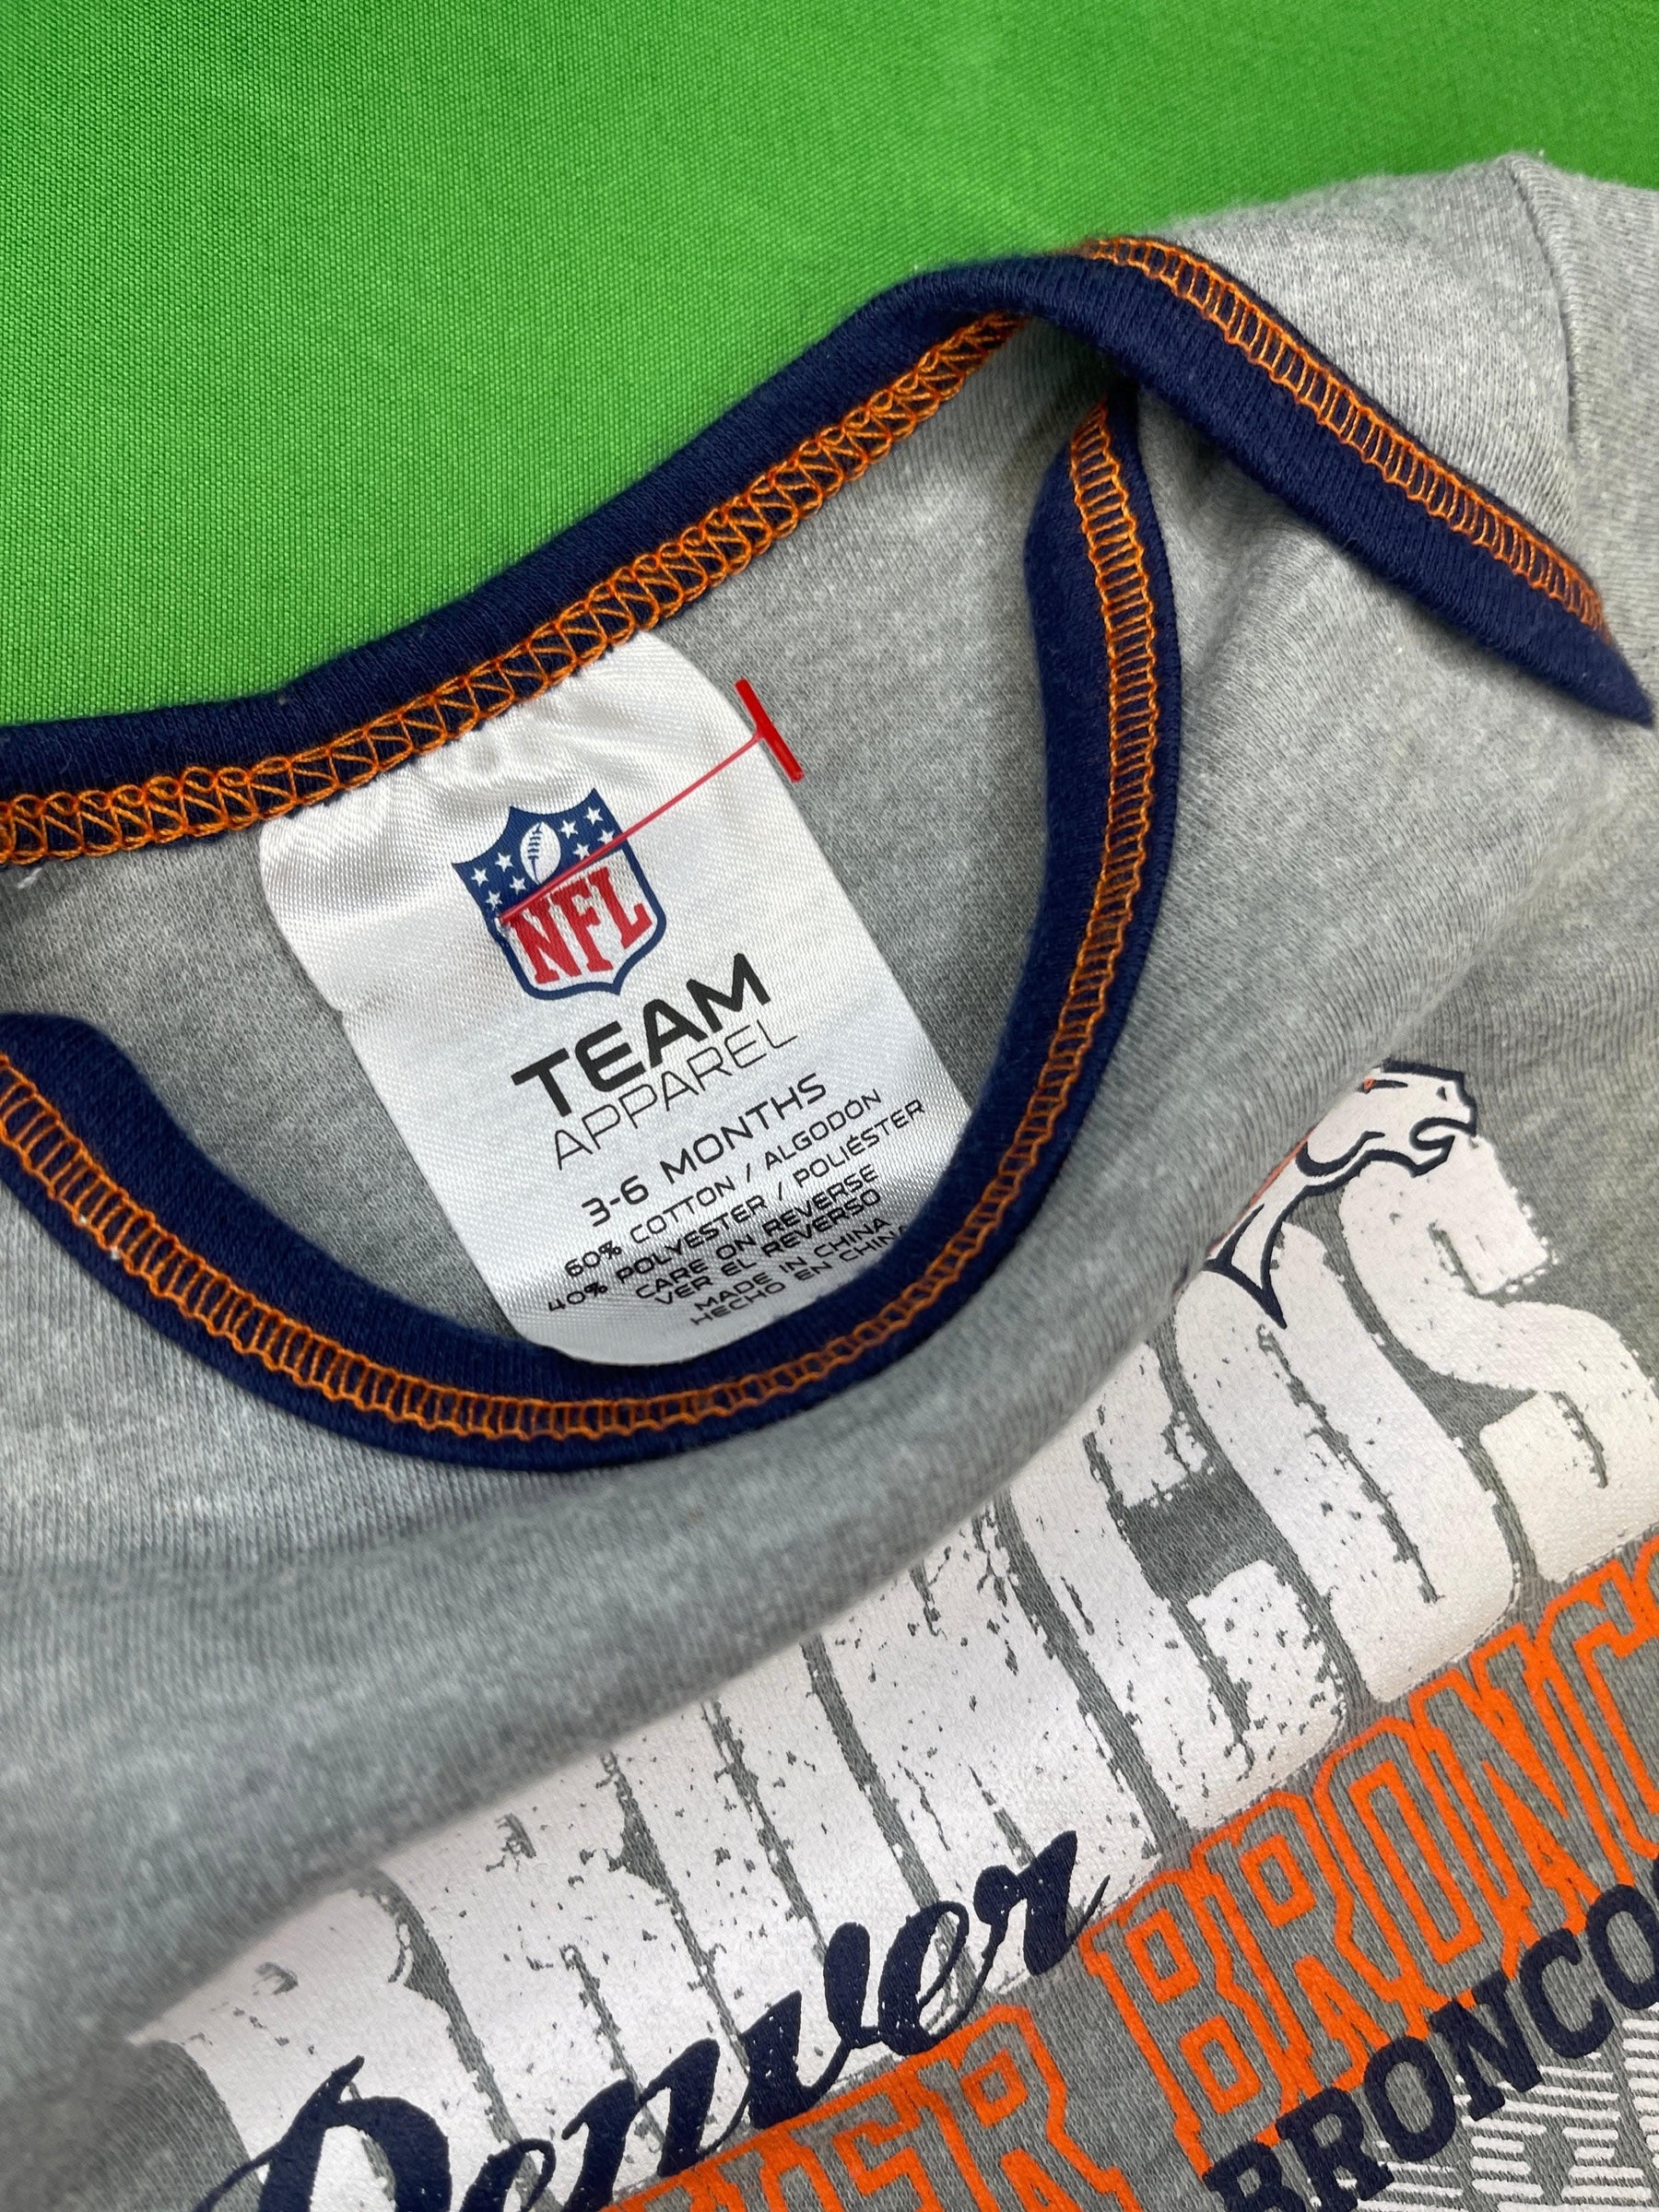 NFL
TEAM
APPAREL
3-6 MONTHS
60% COTTON / ALGODÓN
40% POLYESTER / POLIÉSTER
CARE ON REVERSE
VER EL REVERSO
MADE IN CHINA
HECHO EN CHINA
Denver
BRONCO